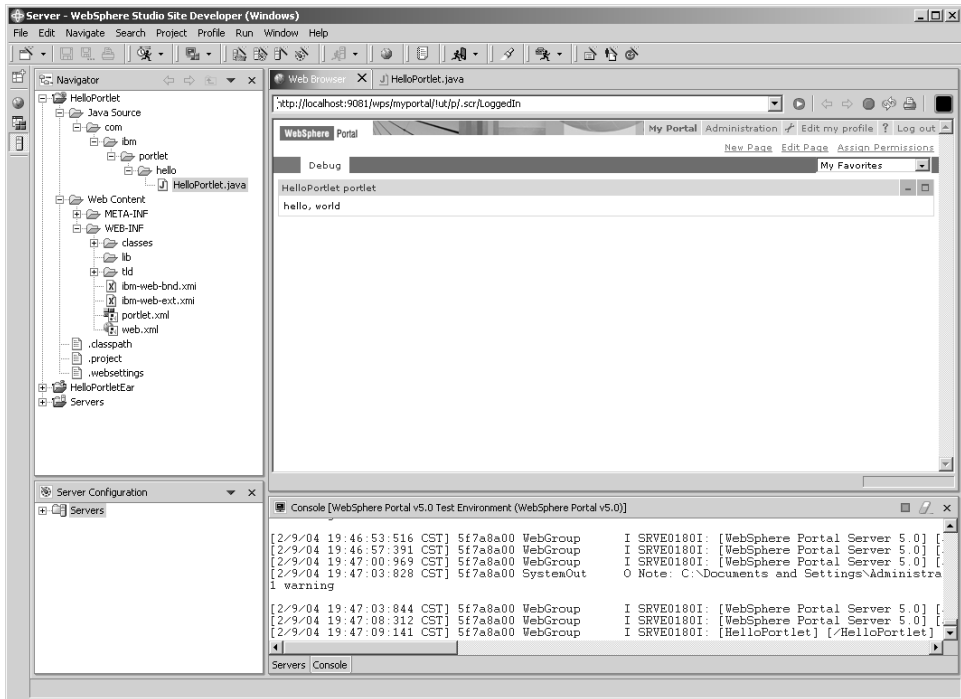 Server - WebSphere Studio Site Developer (Windows)
File Edit Navigate Search Project Profile Run Window Help
Navigator
HelloPortlet
Java Source
com
ibm
portlet
hello
HelloPortlet.java
Web Content
META-INF
WEB-INF
classes
lib
tld
ibm-web-bnd.xmi
ibm-web-ext.xmi
portlet.xml
web.xml
.classpath
.project
.websettings
HelloPortletEar
Servers
Server Configuration
Servers
Web Browser HelloPortlet.java
http://localhost:9081/wps/myportal/!ut/p/.scr/LoggedIn
WebSphere Portal My Portal Administration Edit my profile ? Log out
New Page Edit Page Assign Permissions
Debug My Favorites
HelloPortlet portlet
hello, world
Console [WebSphere Portal v5.0 Test Environment (WebSphere Portal v5.0)]
[2/9/04 19:46:53:516 CST] 5f7a8a00 WebGroup I SRVE0180I: [WebSphere Portal Server 5.0] [.
[2/9/04 19:46:57:391 CST] 5f7a8a00 WebGroup I SRVE0180I: [WebSphere Portal Server 5.0] [.
[2/9/04 19:47:00:969 CST] 5f7a8a00 WebGroup I SRVE0180I: [WebSphere Portal Server 5.0] [.
[2/9/04 19:47:03:828 CST] 5f7a8a00 SystemOut O Note: C:\Documents and Settings\Administra
1 warning
[2/9/04 19:47:03:844 CST] 5f7a8a00 WebGroup I SRVE0180I: [WebSphere Portal Server 5.0] [.
[2/9/04 19:47:08:312 CST] 5f7a8a00 WebGroup I SRVE0180I: [WebSphere Portal Server 5.0] [.
[2/9/04 19:47:09:141 CST] 5f7a8a00 WebGroup I SRVE0180I: [HelloPortlet] [/HelloPortlet]
Servers Console